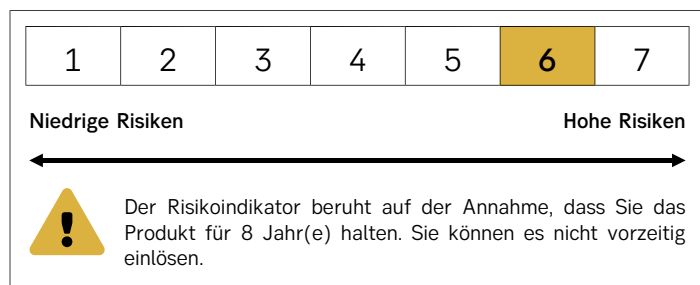 1 2 3 4 5 6 7
Niedrige Risiken Hohe Risiken
Der Risikoindikator beruht auf der Annahme, dass Sie das
Produkt für 8 Jahr(e) halten. Sie können es nicht vorzeitig
einlösen.